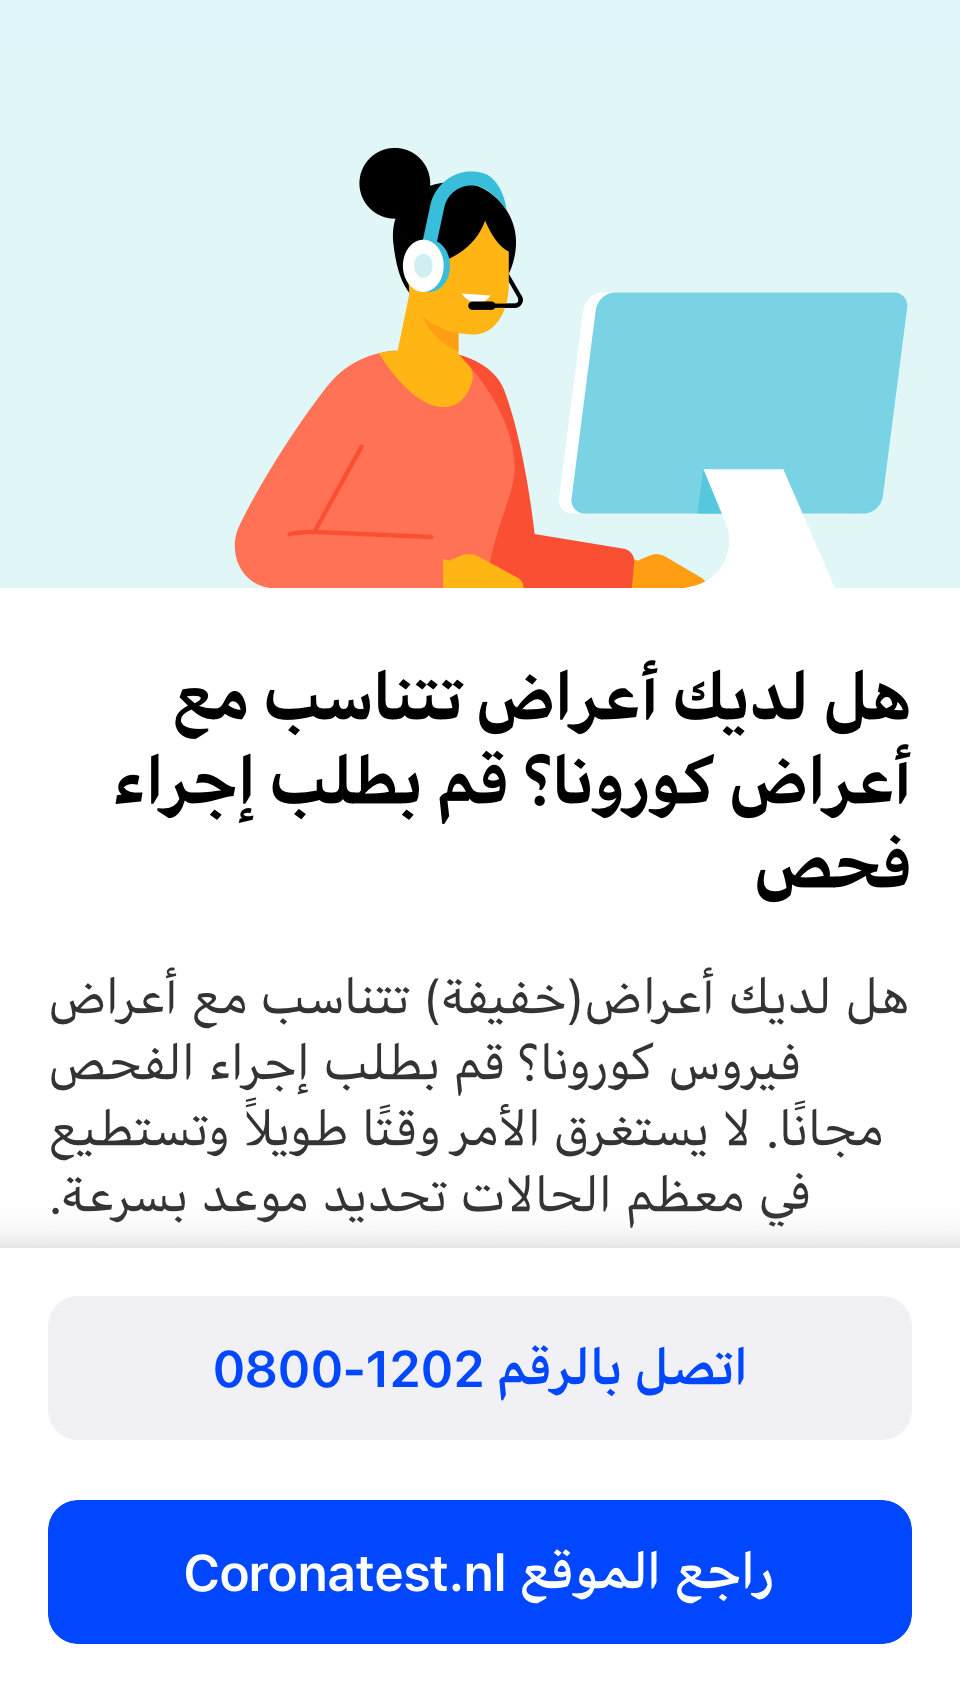 هل لديك أعراض تتناسب مع
أعراض كورونا؟ قم بطلب إجراء
فحص
هل لديك أعراض(خفيفة) تتناسب مع أعراض
فيروس كورونا؟ قم بطلب إجراء الفحص
مجانًا. لا يستغرق الأمر وقتًا طويلاً وتستطيع
في معظم الحالات تحديد موعد بسرعة.
اتصل بالرقم 1202-0800
راجع الموقع Coronatest.nl